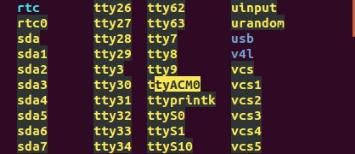 rtc tty26 tty62 uinput
rtc0 tty27 tty63 urandom
sda tty28 tty7 usb
sda1 tty29 tty8 v4l
sda2 tty3 tty9 vcs
sda3 tty30 ttyACM0 vcs1
sda4 tty31 ttyprintk vcs2
sda5 tty32 ttyS0 vcs3
sda6 tty33 ttyS1 vcs4
sda7 tty34 ttyS10 vcs5